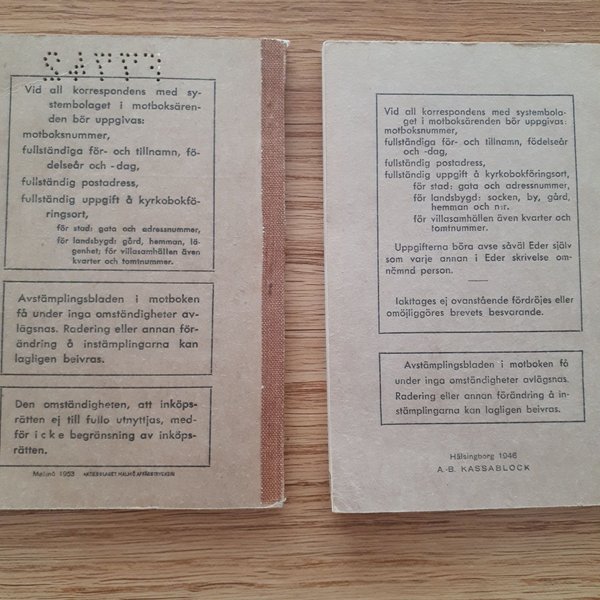 Vid all korrespondens med sy-
stembolaget i motboksären-
den bör uppgivas:
motboksnummer,
fullständiga för- och tillnamn, fö-
delseår och -dag,
fullständig postadress,
fullständig uppgift å kyrkobokfö-
ringsort,
för stad: gata och adressnummer,
för landsbygd: gård, hemman, lä-
genhet; för villasamhällen även
kvarter och tomtnummer.
Avstämplingsbladen i motboken
få under inga omständigheter av-
lägsnas. Radering eller annan för-
ändring å instämplingarna kan
lagligen beivras.
Den omständigheten, att inköps-
rätten ej till fullo utnyttjas, med-
för icke begränsning av inköps-
rätten.
Malmö 1953 AKTIEBOLAGET MALMÖ
Vid all korrespondens med systembola-
get i motboksärenden bör uppgivas:
motboksnummer,
fullständiga för- och tillnamn, födelseår
och -dag,
fullständig postadress,
fullständig uppgift å kyrkobokföringsort,
för stad: gata och adressnummer,
för landsbygd: socken, by, gård,
hemman och n:r.
för villasamhällen även kvarter och
tomtnummer.
Uppgifterna böra avse såväl Eder själv
som varje annan i Eder skrivelse om-
nämnd person.
Iakttages ej ovanstående fördröjes eller
omöjliggöres brevets besvarande.
Avstämplingsbladen i motboken få
under inga omständigheter avlägsnas.
Radering eller annan förändring å in-
stämplingarna kan lagligen beivras.
Hälsingborg 1946
A.-B. KASSABLOCK